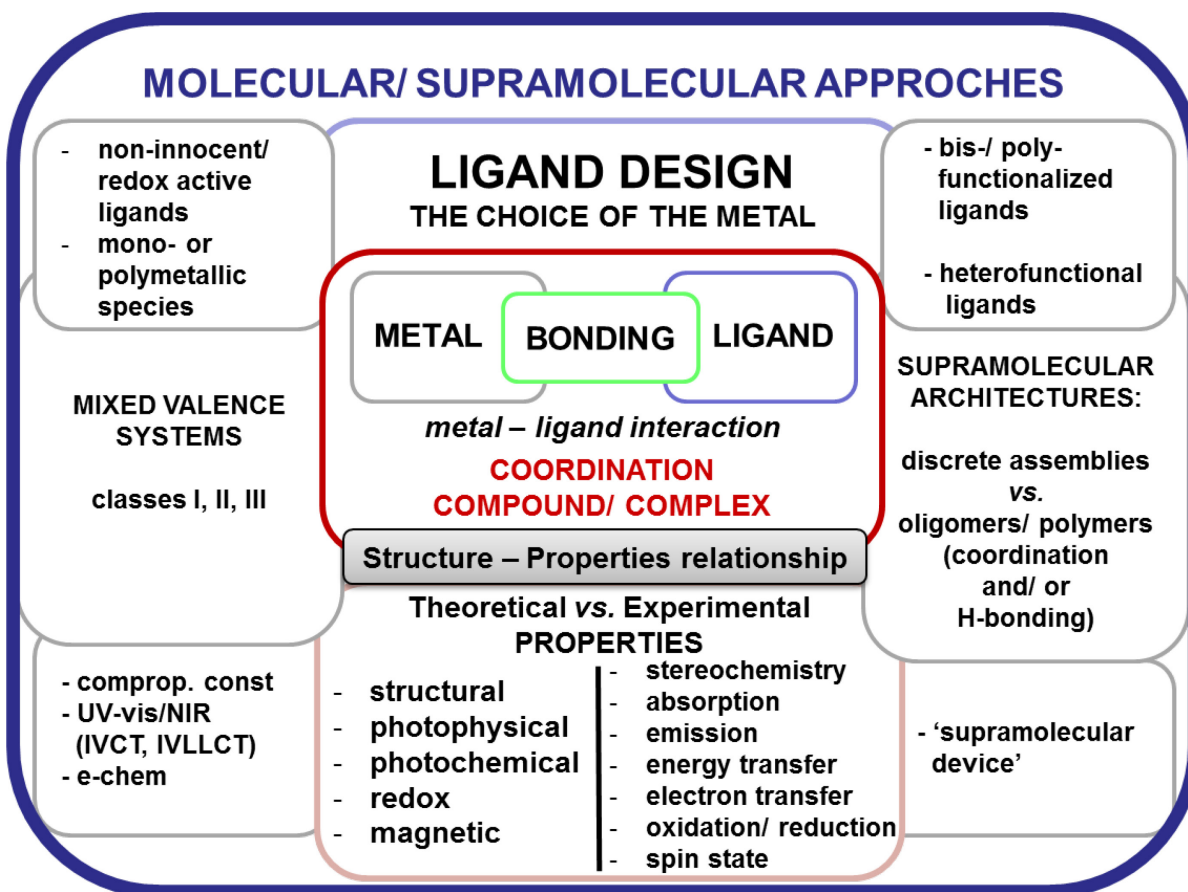 MOLECULAR/ SUPRAMOLECULAR APPROCHES
- non-innocent/
redox active
ligands
- mono- or
polymetallic
species
MIXED VALENCE
SYSTEMS
classes I, II, III
- comprop. const
- UV-vis/NIR
(IVCT, IVLLCT)
- e-chem
LIGAND DESIGN
THE CHOICE OF THE METAL
METAL BONDING LIGAND
metal – ligand interaction
COORDINATION
COMPOUND/ COMPLEX
Structure – Properties relationship
Theoretical vs. Experimental
PROPERTIES
- structural
- photophysical
- photochemical
- redox
- magnetic
- stereochemistry
- absorption
- emission
- energy transfer
- electron transfer
- oxidation/ reduction
- spin state
- bis-/ poly-
functionalized
ligands
- heterofunctional
ligands
SUPRAMOLECULAR
ARCHITECTURES:
discrete assemblies
vs.
oligomers/ polymers
(coordination
and/ or
H-bonding)
- ‘supramolecular
device’